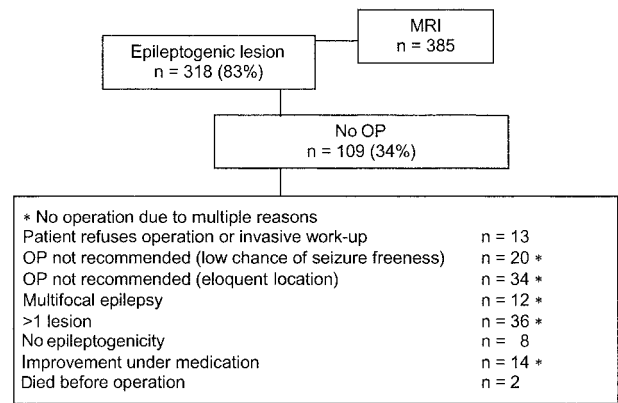 MRI
n = 385
Epileptogenic lesion
n = 318 (83%)
No OP
n = 109 (34%)
* No operation due to multiple reasons
Patient refuses operation or invasive work-up n = 13
OP not recommended (low chance of seizure freeness) n = 20 *
OP not recommended (eloquent location) n = 34 *
Multifocal epilepsy n = 12 *
>1 lesion n = 36 *
No epileptogenicity n = 8
Improvement under medication n = 14 *
Died before operation n = 2